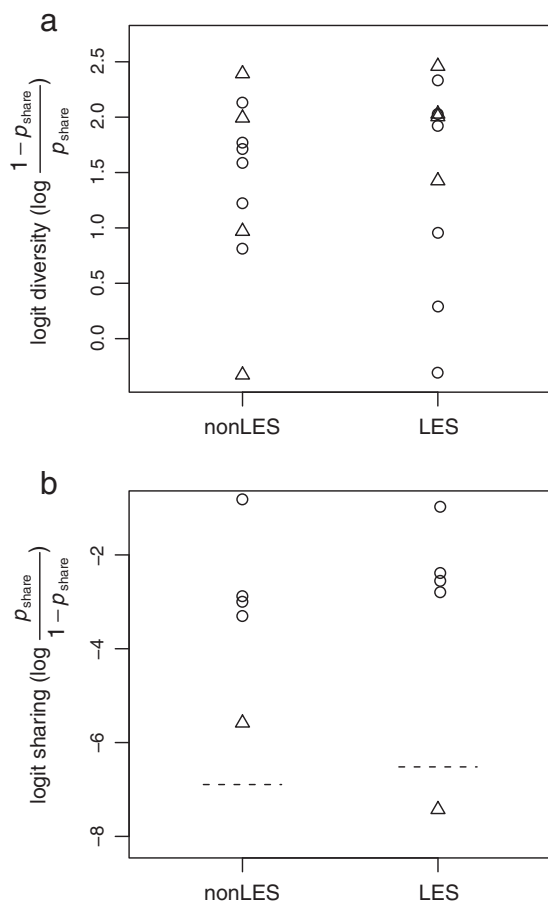 a
logit diversity (log 1 − p_share / p_share)
2.5
2.0
1.5
1.0
0.5
0.0
nonLES LES
b
logit sharing (log p_share / 1 − p_share)
−2
−4
−6
−8
nonLES LES